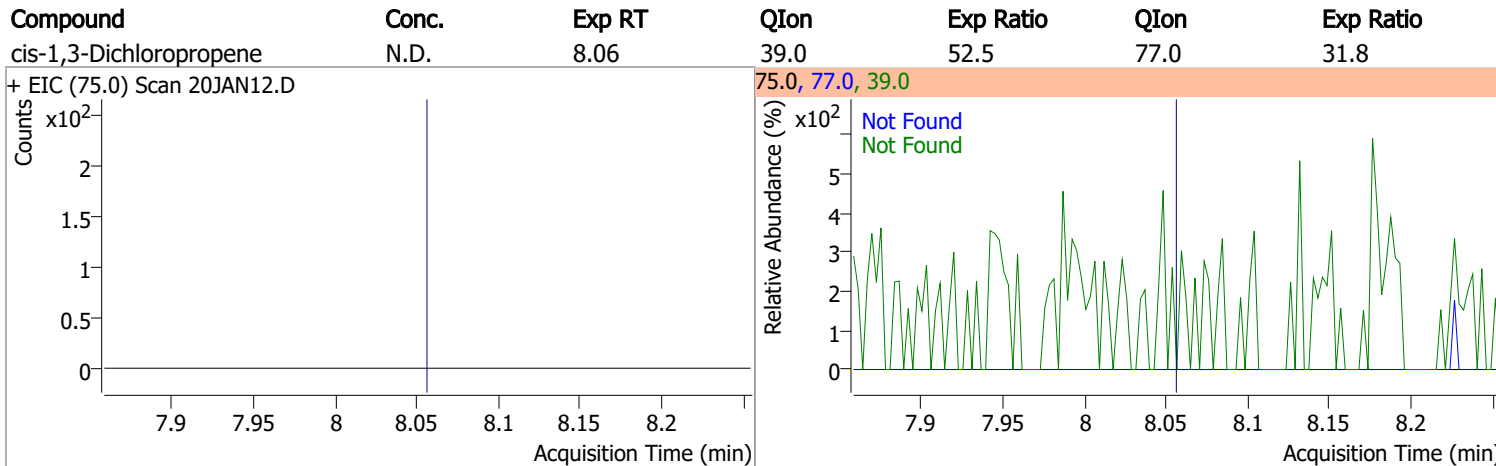 Compound Conc. Exp RT QIon Exp Ratio QIon Exp Ratio
cis-1,3-Dichloropropene N.D. 8.06 39.0 52.5 77.0 31.8
+ EIC (75.0) Scan 20JAN12.D
Counts
x10²
2
1.5
1
0.5
0
7.9 7.95 8 8.05 8.1 8.15 8.2
Acquisition Time (min)
75.0, 77.0, 39.0
Relative Abundance (%)
x10²
Not Found
Not Found
5
4
3
2
1
0
7.9 7.95 8 8.05 8.1 8.15 8.2
Acquisition Time (min)